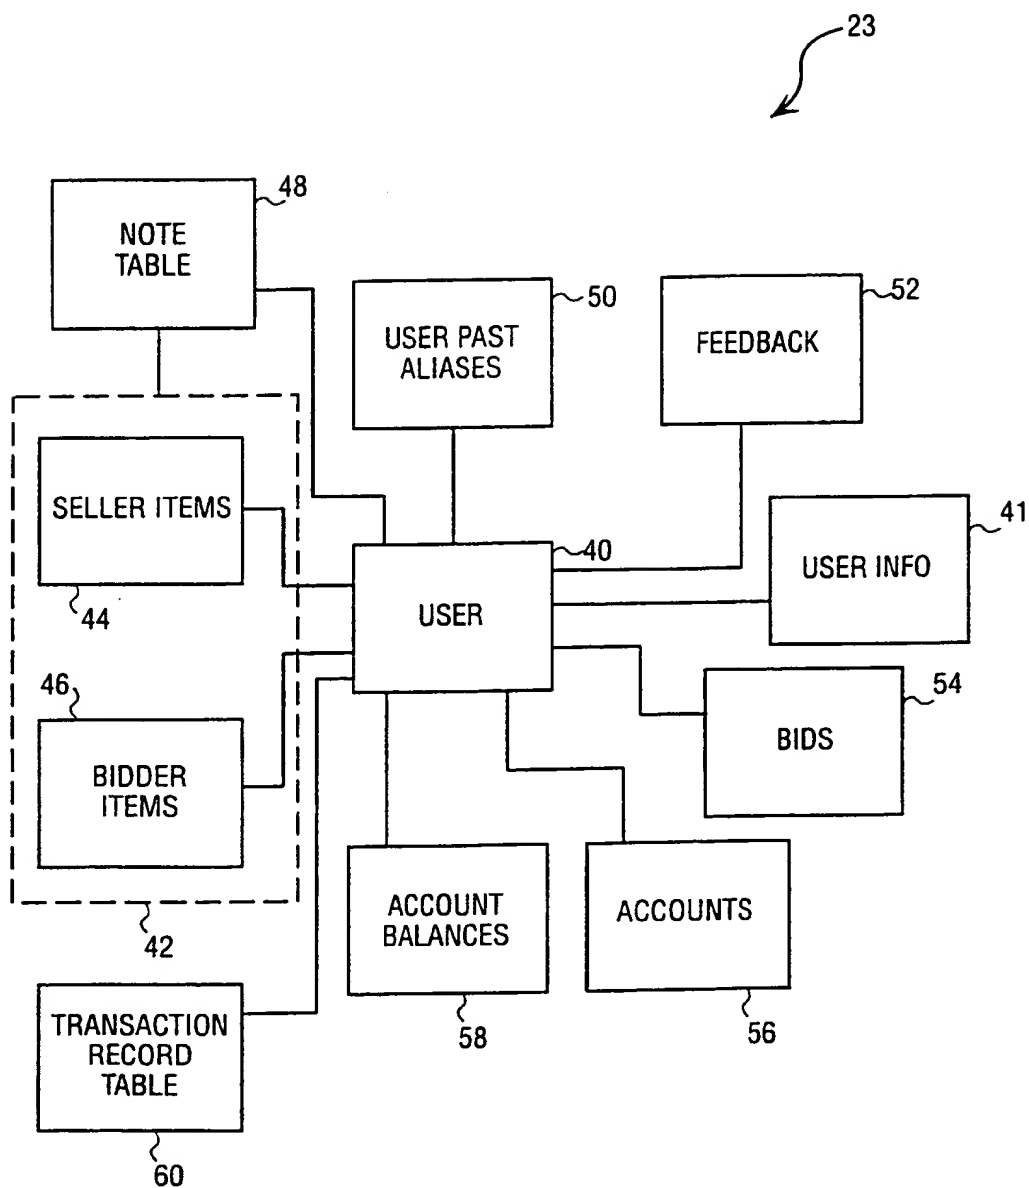 23
48
NOTE
TABLE
50
USER PAST
ALIASES
52
FEEDBACK
SELLER ITEMS
44
41
USER INFO
40
USER
46
BIDDER
ITEMS
54
BIDS
42
ACCOUNT
BALANCES
58
ACCOUNTS
56
TRANSACTION
RECORD
TABLE
60